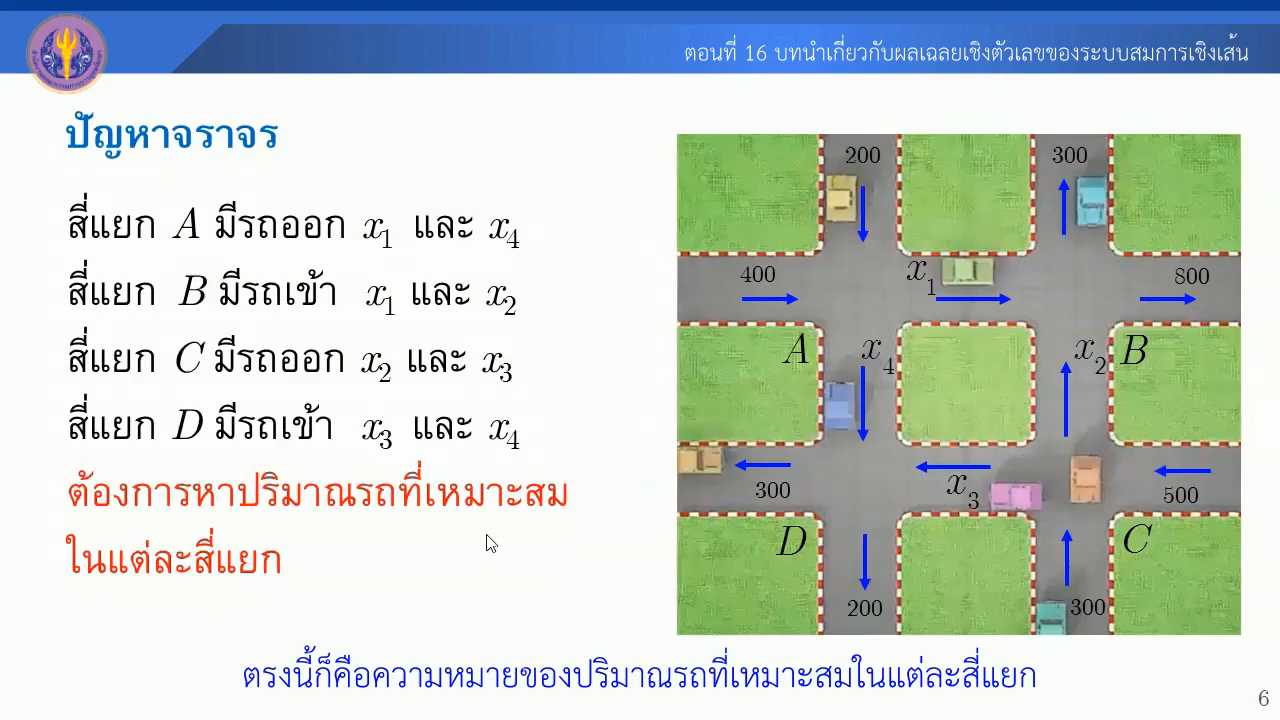 ตอนที่ 16 บทนำเกี่ยวกับผลเฉลยเชิงตัวเลขของระบบสมการเชิงเส้น
ปัญหาจราจร
สี่แยก A มีรถออก x₁ และ x₄
สี่แยก B มีรถเข้า x₁ และ x₂
สี่แยก C มีรถออก x₂ และ x₃
สี่แยก D มีรถเข้า x₃ และ x₄
ต้องการหาปริมาณรถที่เหมาะสม
ในแต่ละสี่แยก
200 300
400 x₁ 800
A x₄ x₂ B
300 x₃ 500
D C
200 300
ตรงนี้ก็คือความหมายของปริมาณรถที่เหมาะสมในแต่ละสี่แยก
6